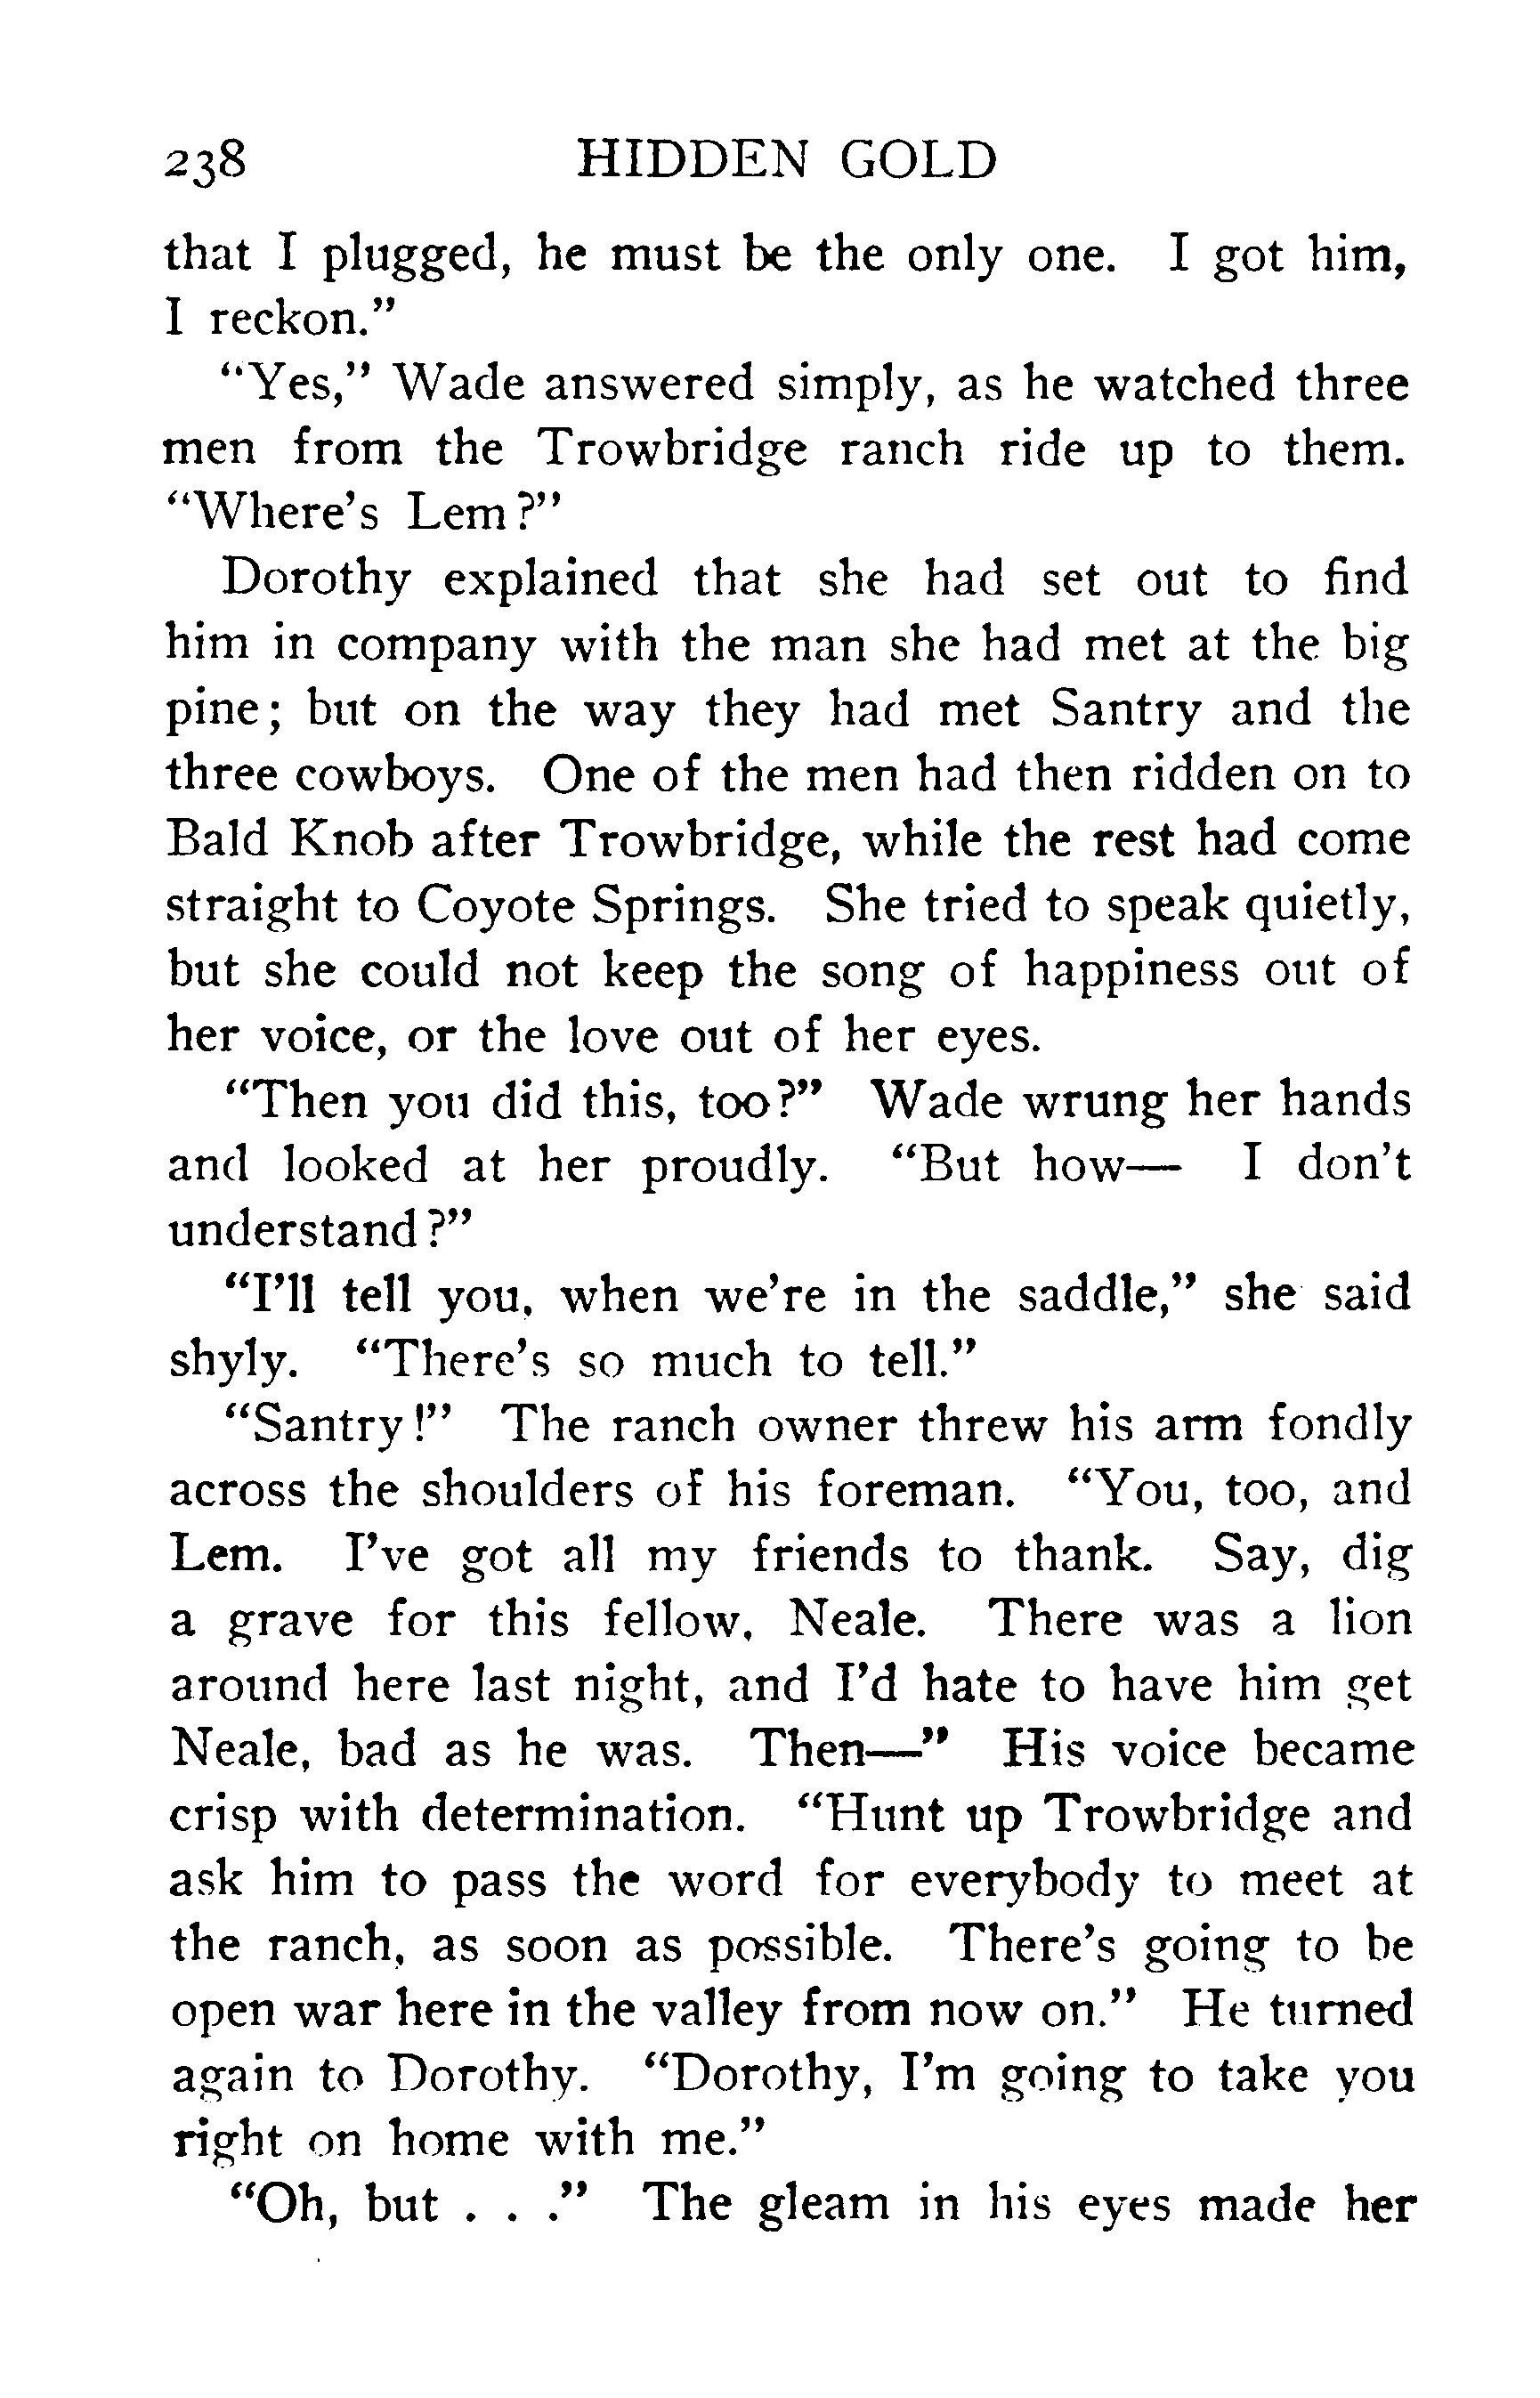 238 HIDDEN GOLD
that I plugged, he must be the only one. I got him,
I reckon.”
“Yes,” Wade answered simply, as he watched three
men from the Trowbridge ranch ride up to them.
“Where’s Lem?”
Dorothy explained that she had set out to find
him in company with the man she had met at the big
pine; but on the way they had met Santry and the
three cowboys. One of the men had then ridden on to
Bald Knob after Trowbridge, while the rest had come
straight to Coyote Springs. She tried to speak quietly,
but she could not keep the song of happiness out of
her voice, or the love out of her eyes.
“Then you did this, too?” Wade wrung her hands
and looked at her proudly. “But how— I don’t
understand?”
“I’ll tell you, when we’re in the saddle,” she said
shyly. “There’s so much to tell.”
“Santry!” The ranch owner threw his arm fondly
across the shoulders of his foreman. “You, too, and
Lem. I’ve got all my friends to thank. Say, dig
a grave for this fellow, Neale. There was a lion
around here last night, and I’d hate to have him get
Neale, bad as he was. Then—” His voice became
crisp with determination. “Hunt up Trowbridge and
ask him to pass the word for everybody to meet at
the ranch, as soon as possible. There’s going to be
open war here in the valley from now on.” He turned
again to Dorothy. “Dorothy, I’m going to take you
right on home with me.”
“Oh, but . . .” The gleam in his eyes made her